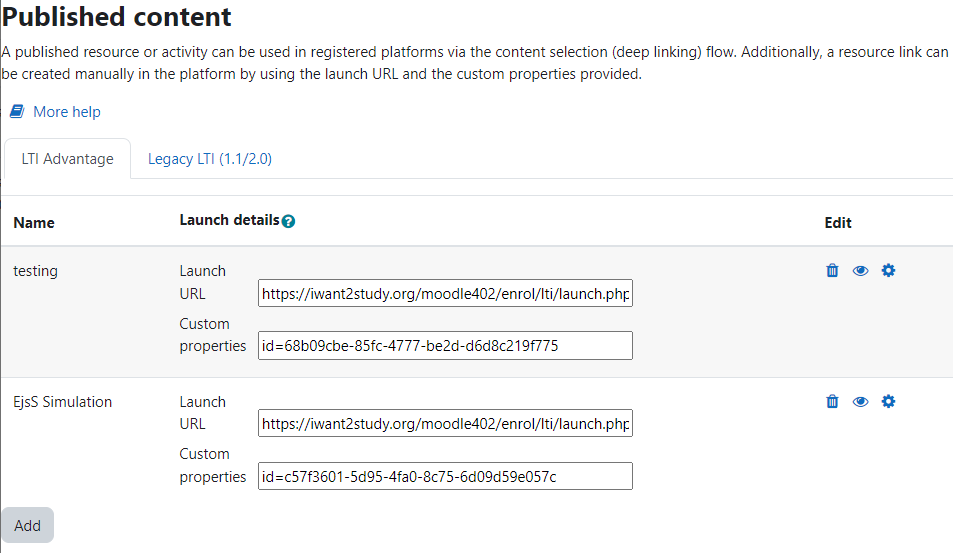 Published content
A published resource or activity can be used in registered platforms via the content selection (deep linking) flow. Additionally, a resource link can
be created manually in the platform by using the launch URL and the custom properties provided.
More help
LTI Advantage Legacy LTI (1.1/2.0)
Name Launch details ? Edit
testing Launch
URL https://iwant2study.org/moodle402/enrol/lti/launch.php
Custom
properties id=68b09cbe-85fc-4777-be2d-d6d8c219f775
EjsS Simulation Launch
URL https://iwant2study.org/moodle402/enrol/lti/launch.php
Custom
properties id=c57f3601-5d95-4fa0-8c75-6d09d59e057c
Add